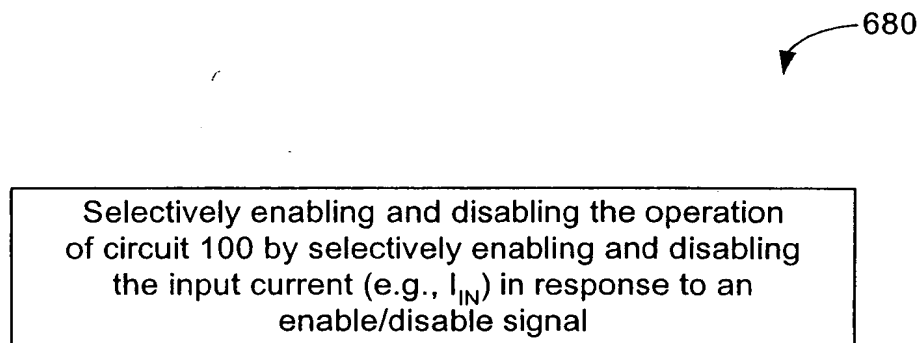 680
Selectively enabling and disabling the operation
of circuit 100 by selectively enabling and disabling
the input current (e.g., I_IN) in response to an
enable/disable signal